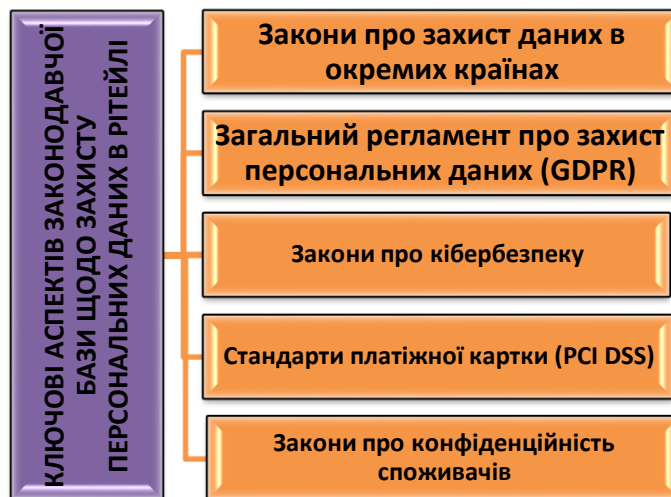 КЛЮЧОВІ АСПЕКТІВ ЗАКОНОДАВЧОЇ
БАЗИ ЩОДО ЗАХИСТУ
ПЕРСОНАЛЬНИХ ДАНИХ В РІТЕЙЛІ
Закони про захист даних в
окремих країнах
Загальний регламент про захист
персональних даних (GDPR)
Закони про кібербезпеку
Стандарти платіжної картки (PCI DSS)
Закони про конфіденційність
споживачів